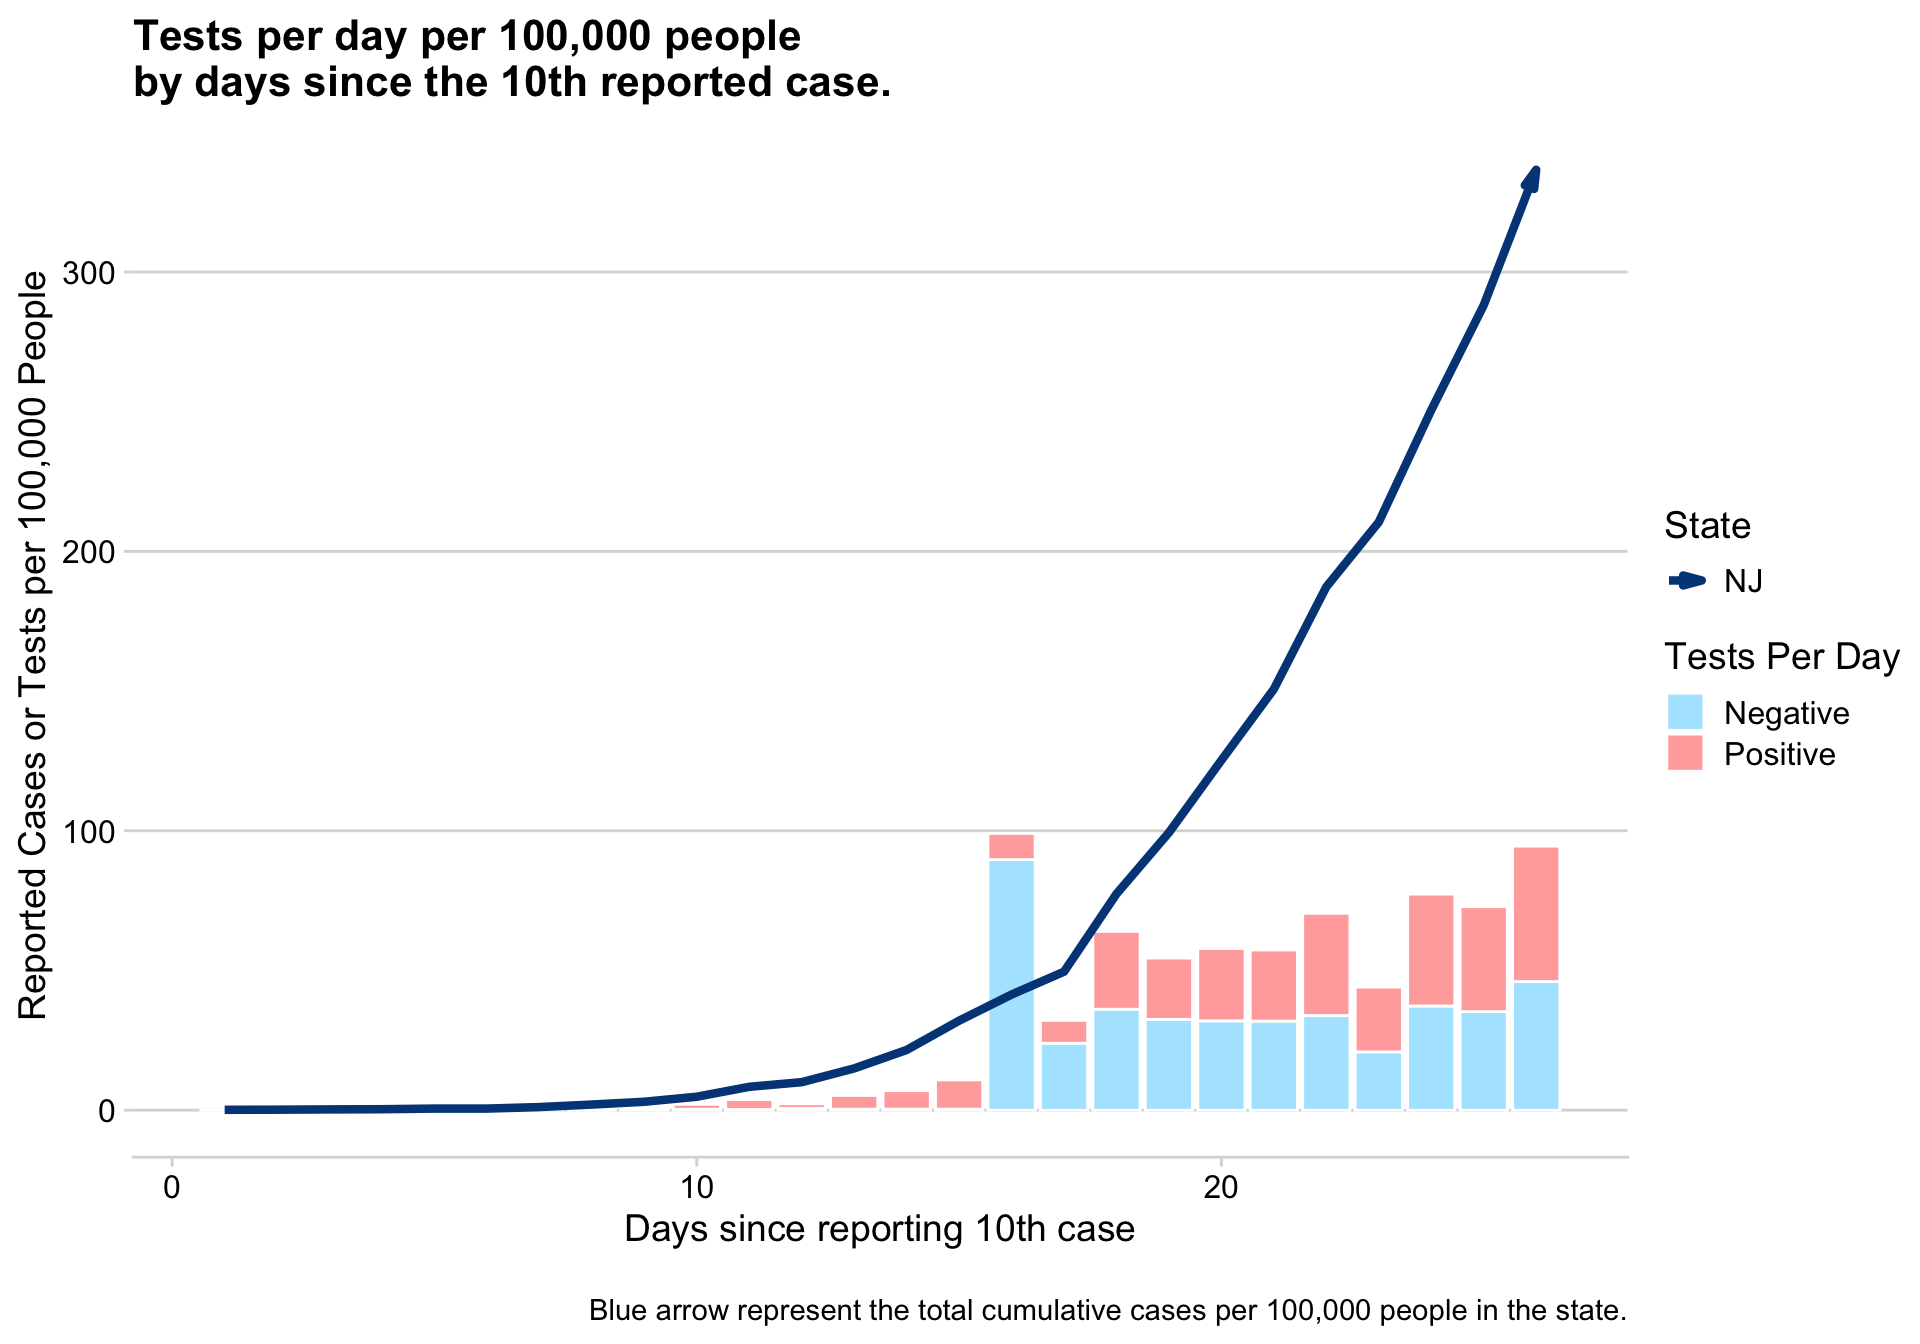 Tests per day per 100,000 people
by days since the 10th reported case.
Reported Cases or Tests per 100,000 People
300
200
100
0
0
10
20
Days since reporting 10th case
State
NJ
Tests Per Day
Negative
Positive
Blue arrow represent the total cumulative cases per 100,000 people in the state.